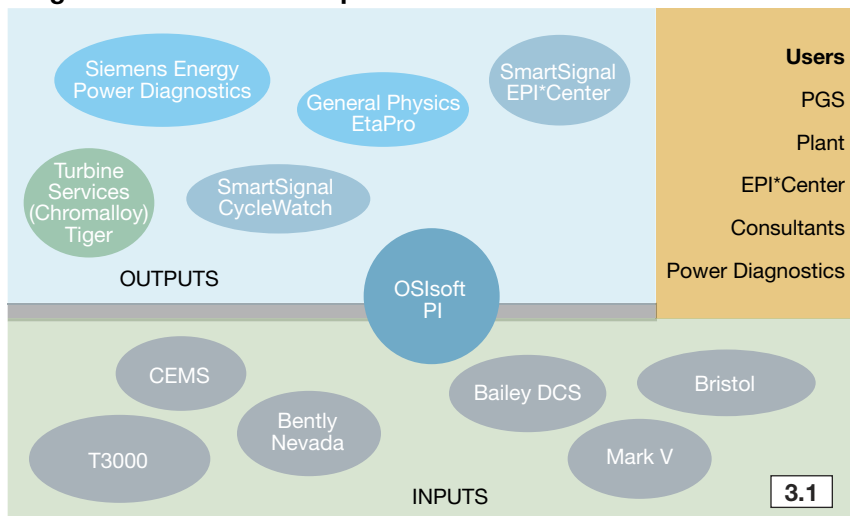 Siemens Energy
Power Diagnostics
General Physics
EtaPro
SmartSignal
EPI*Center
Turbine
Services
(Chromalloy)
Tiger
SmartSignal
CycleWatch
OUTPUTS
OSIsoft
PI
Users
PGS
Plant
EPI*Center
Consultants
Power Diagnostics
CEMS
T3000
Bently
Nevada
Bailey DCS
Bristol
Mark V
INPUTS
3.1